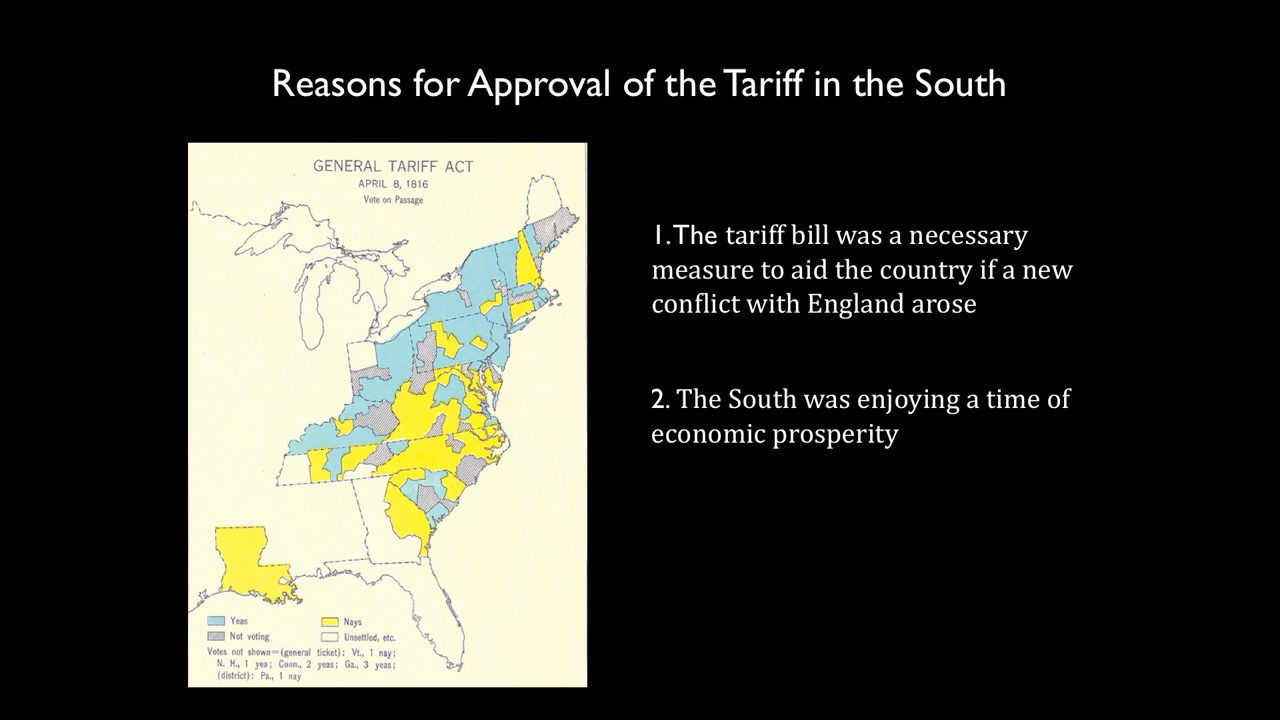 Reasons for Approval of the Tariff in the South
GENERAL TARIFF ACT
APRIL 8, 1816
Vote on Passage
Yeas
Nays
Not voting
Unsettled, etc.
Votes not shown=(general ticket): Vt., 1 nay;
N. H., 1 yea; Conn., 2 yeas; Ga., 3 yeas;
(district): Pa., 1 nay
1.The tariff bill was a necessary
measure to aid the country if a new
conflict with England arose
2. The South was enjoying a time of
economic prosperity